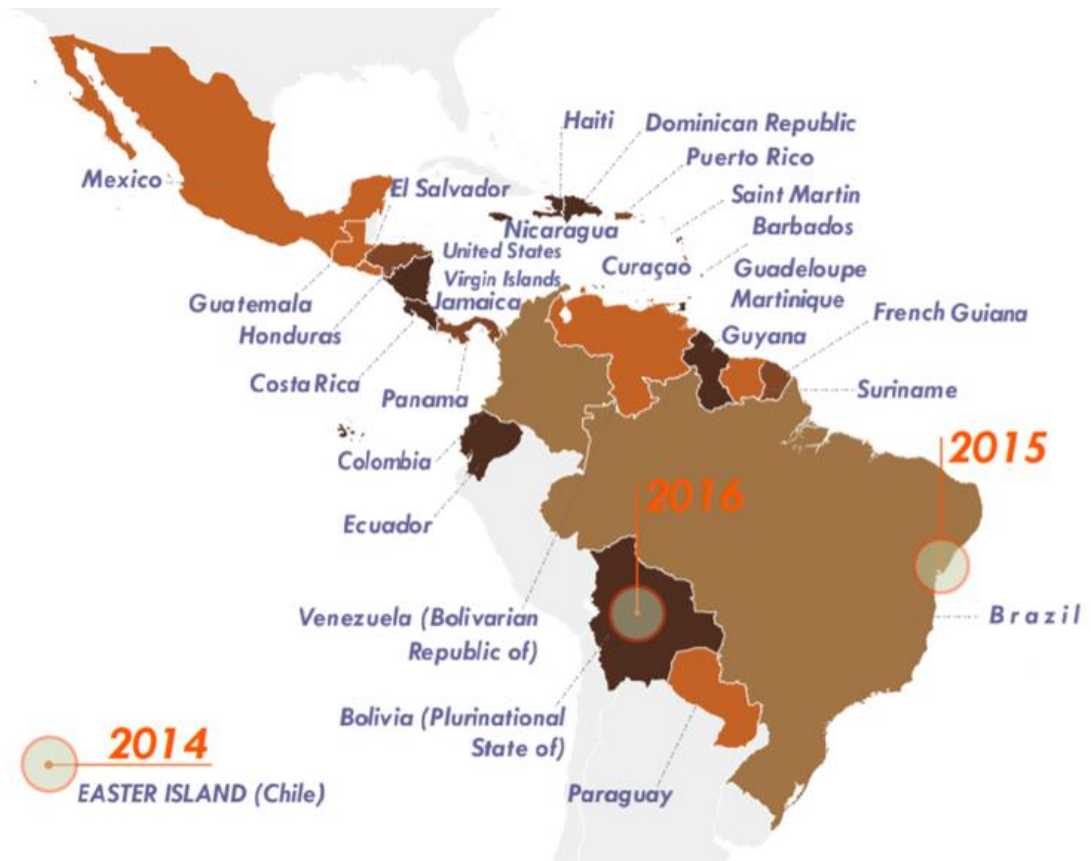 Haiti
Dominican Republic
Puerto Rico
Mexico
El Salvador
Saint Martin
Nicaragua
Barbados
United States
Virgin Islands
Curaçao
Guadeloupe
Martinique
Guatemala
Jamaica
French Guiana
Honduras
Guyana
Costa Rica
Panama
Suriname
2015
Colombia
2016
Ecuador
Venezuela (Bolivarian
Republic of)
Brazil
Bolivia (Plurinational
State of)
2014
EASTER ISLAND (Chile)
Paraguay